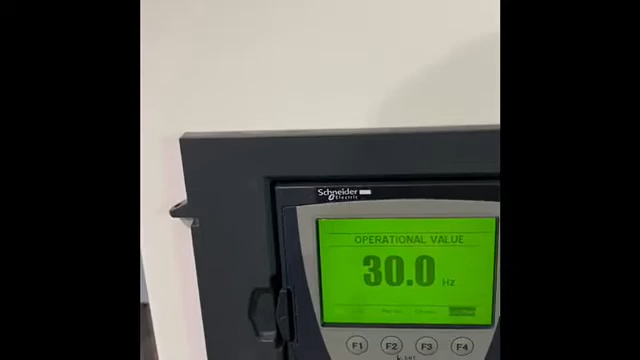 Schneider
Electric
OPERATIONAL VALUE
30.0 Hz
F1 F2 F3 F4